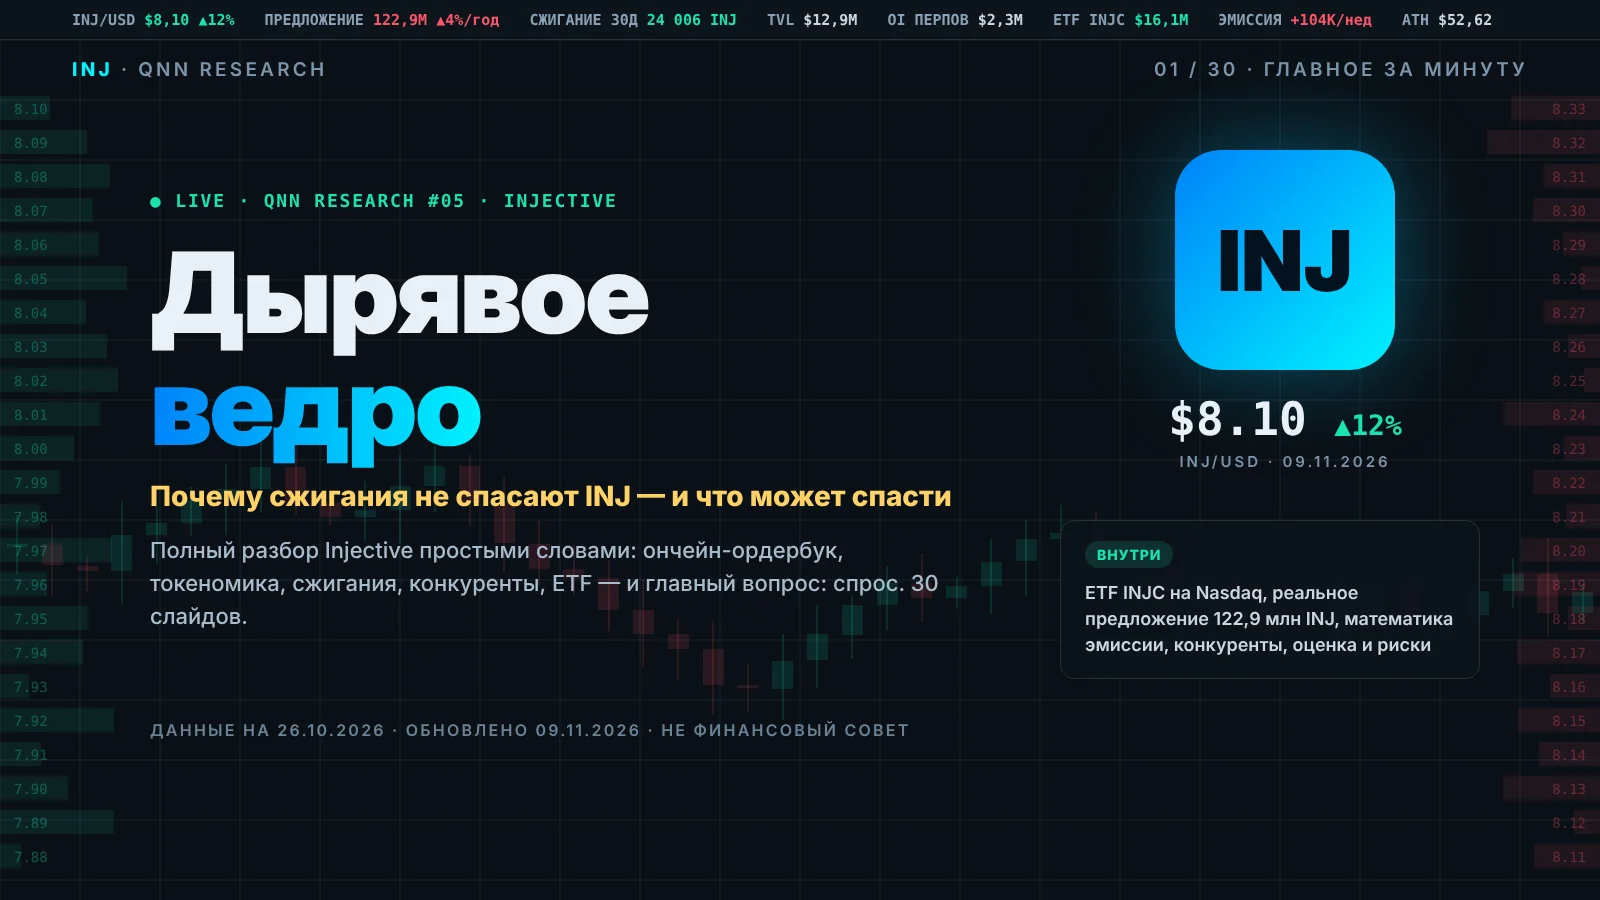 INJ/USD $8,10 ▲12% ПРЕДЛОЖЕНИЕ 122,9M ▲4%/год СЖИГАНИЕ 30Д 24 006 INJ TVL $12,9M OI ПЕРПОВ $2,3M ETF INJC $16,1M ЭМИССИЯ +104K/нед ATH $52,62
INJ · QNN RESEARCH
01 / 30 · ГЛАВНОЕ ЗА МИНУТУ
● LIVE · QNN RESEARCH #05 · INJECTIVE
Дырявое
ведро
Почему сжигания не спасают INJ — и что может спасти
Полный разбор Injective простыми словами: ончейн-ордербук,
токеномика, сжигания, конкуренты, ETF — и главный вопрос: спрос. 30
слайдов.
ДАННЫЕ НА 26.10.2026 · ОБНОВЛЕНО 09.11.2026 · НЕ ФИНАНСОВЫЙ СОВЕТ
INJ
$8.10 ▲12%
INJ/USD · 09.11.2026
ВНУТРИ
ETF INJC на Nasdaq, реальное
предложение 122,9 млн INJ, математика
эмиссии, конкуренты, оценка и риски
8.10
8.09
8.08
8.07
8.06
8.05
8.04
8.03
8.02
8.01
8.00
7.99
7.98
7.97
7.96
7.95
7.94
7.93
7.92
7.91
7.90
7.89
7.88
8.33
8.32
8.31
8.30
8.29
8.28
8.27
8.26
8.25
8.24
8.23
8.22
8.21
8.20
8.19
8.18
8.17
8.16
8.15
8.14
8.13
8.12
8.11